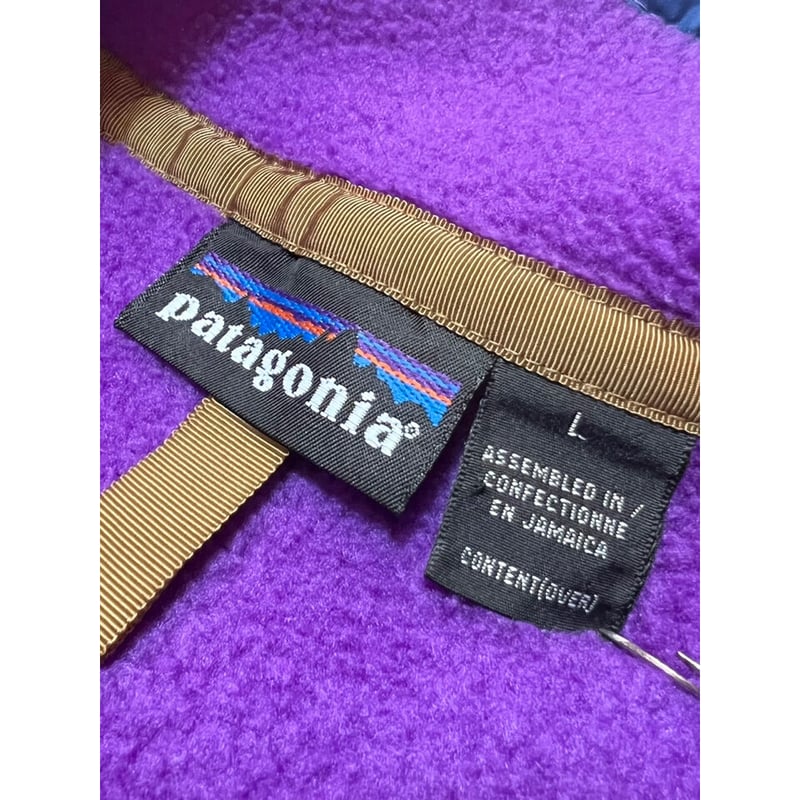 patagonia®
L
ASSEMBLED IN/
CONFECTIONNE
EN JAMAICA
CONTENT(OVER)